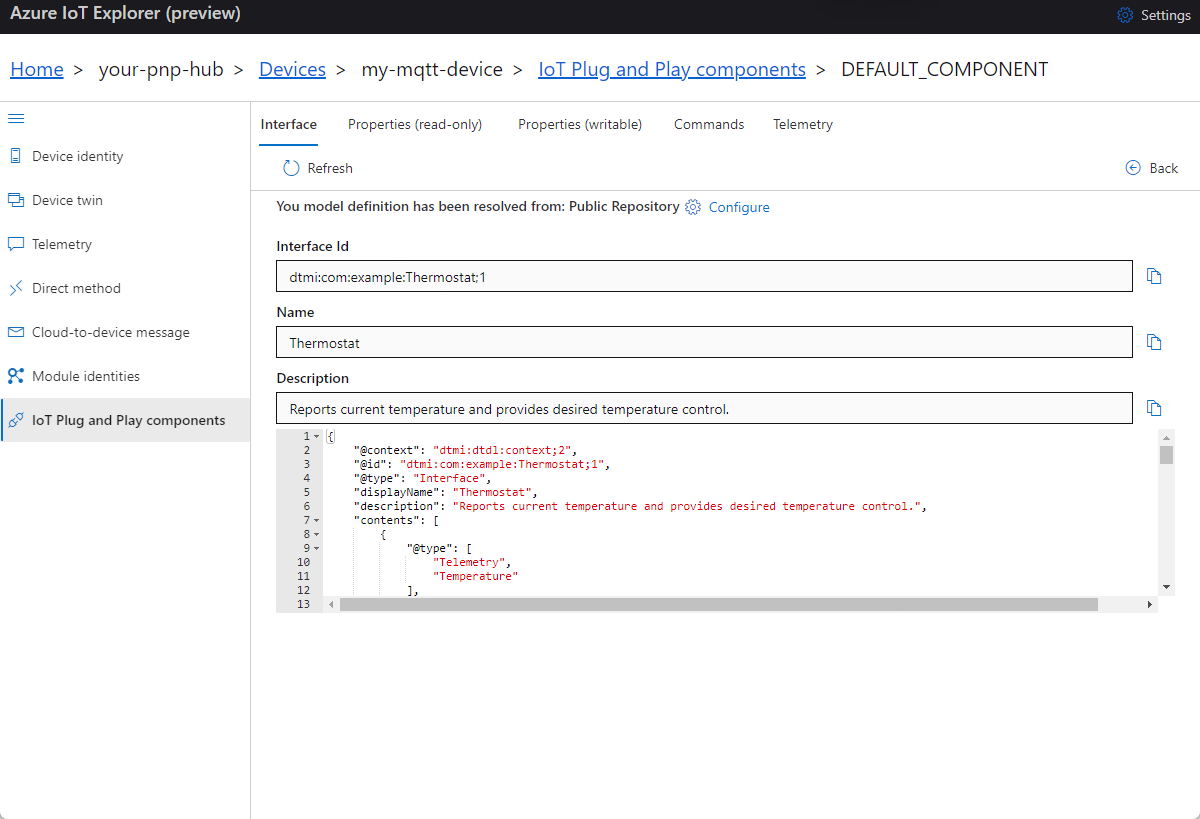 Azure IoT Explorer (preview)
Settings
Home > your-pnp-hub > Devices > my-mqtt-device > IoT Plug and Play components > DEFAULT_COMPONENT
Device identity
Device twin
Telemetry
Direct method
Cloud-to-device message
Module identities
IoT Plug and Play components
Interface Properties (read-only) Properties (writable) Commands Telemetry
Refresh Back
You model definition has been resolved from: Public Repository Configure
Interface Id
dtmi:com:example:Thermostat;1
Name
Thermostat
Description
Reports current temperature and provides desired temperature control.
1 {
2 "@context": "dtmi:dtdl:context;2",
3 "@id": "dtmi:com:example:Thermostat;1",
4 "@type": "Interface",
5 "displayName": "Thermostat",
6 "description": "Reports current temperature and provides desired temperature control.",
7 "contents": [
8 {
9 "@type": [
10 "Telemetry",
11 "Temperature"
12 ],
13